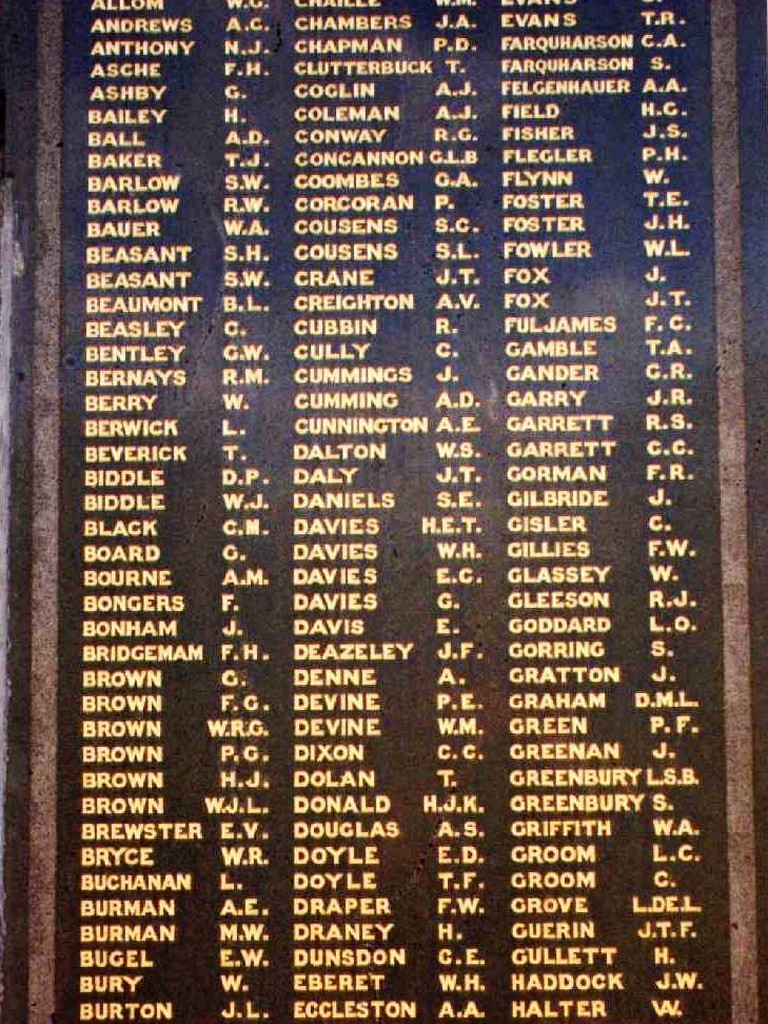 ALLOM W.G. CHAILLE W.M. EVANS
ANDREWS A.C. CHAMBERS J.A. EVANS T.R.
ANTHONY N.J. CHAPMAN P.D. FARQUHARSON C.A.
ASCHE F.H. CLUTTERBUCK T. FARQUHARSON S.
ASHBY G. COGLIN A.J. FELGENHAUER A.A.
BAILEY H. COLEMAN A.J. FIELD H.G.
BALL A.D. CONWAY R.G. FISHER J.S.
BAKER T.J. CONCANNON G.L.B FLEGLER P.H.
BARLOW S.W. COOMBES G.A. FLYNN W.
BARLOW R.W. CORCORAN P. FOSTER T.E.
BAUER W.A. COUSENS S.C. FOSTER J.H.
BEASANT S.H. COUSENS S.L. FOWLER W.L.
BEASANT S.W. CRANE J.T. FOX J.
BEAUMONT B.L. CREIGHTON A.V. FOX J.T.
BEASLEY C. CUBBIN R. FULJAMES F.C.
BENTLEY G.W. CULLY C. GAMBLE T.A.
BERNAYS R.M. CUMMINGS J. GANDER C.R.
BERRY W. CUMMING A.D. GARRY J.R.
BERWICK L. CUNNINGTON A.E. GARRETT R.S.
BEVERICK T. DALTON W.S. GARRETT C.C.
BIDDLE D.P. DALY J.T. GORMAN F.R.
BIDDLE W.J. DANIELS S.E. GILBRIDE J.
BLACK C.M. DAVIES H.E.T. GISLER C.
BOARD G. DAVIES W.H. GILLIES F.W.
BOURNE A.M. DAVIES E.C. GLASSEY W.
BONGERS F. DAVIES G. GLEESON R.J.
BONHAM J. DAVIS E. GODDARD L.O.
BRIDGEMAM F.H. DEAZELEY J.F. GORRING S.
BROWN G. DENNE A. GRATTON J.
BROWN F.G. DEVINE P.E. GRAHAM D.M.L.
BROWN W.R.G. DEVINE W.M. GREEN P.F.
BROWN P.G. DIXON C.C. GREENAN J.
BROWN H.J. DOLAN T. GREENBURY L.S.B.
BROWN W.J.L. DONALD H.J.K. GREENBURY S.
BREWSTER E.V. DOUGLAS A.S. GRIFFITH W.A.
BRYCE W.R. DOYLE E.D. GROOM L.C.
BUCHANAN L. DOYLE T.F. GROOM C.
BURMAN A.E. DRAPER F.W. GROVE L.DE.L
BURMAN M.W. DRANEY H. GUERIN J.T.F.
BUGEL E.W. DUNSDON C.E. GULLETT H.
BURY W. EBERET W.H. HADDOCK J.W.
BURTON J.L. ECCLESTON A.A. HALTER W.